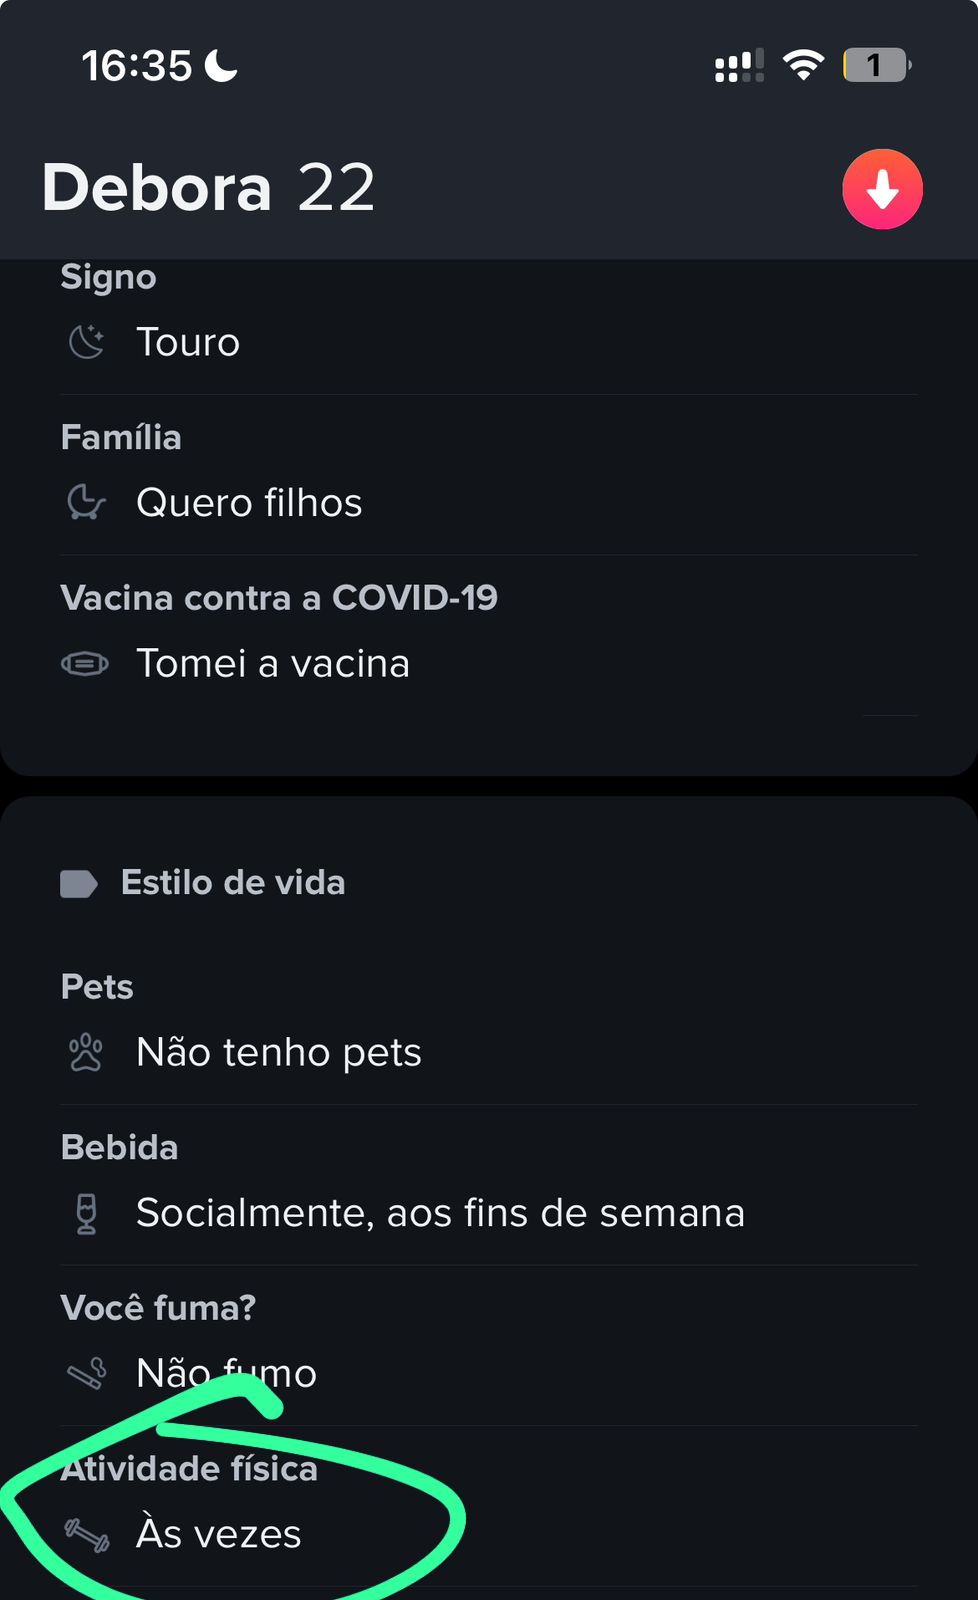 16:35
1
Debora 22
Signo
Touro
Família
Quero filhos
Vacina contra a COVID-19
Tomei a vacina
Estilo de vida
Pets
Não tenho pets
Bebida
Socialmente, aos fins de semana
Você fuma?
Não fumo
Atividade física
Às vezes